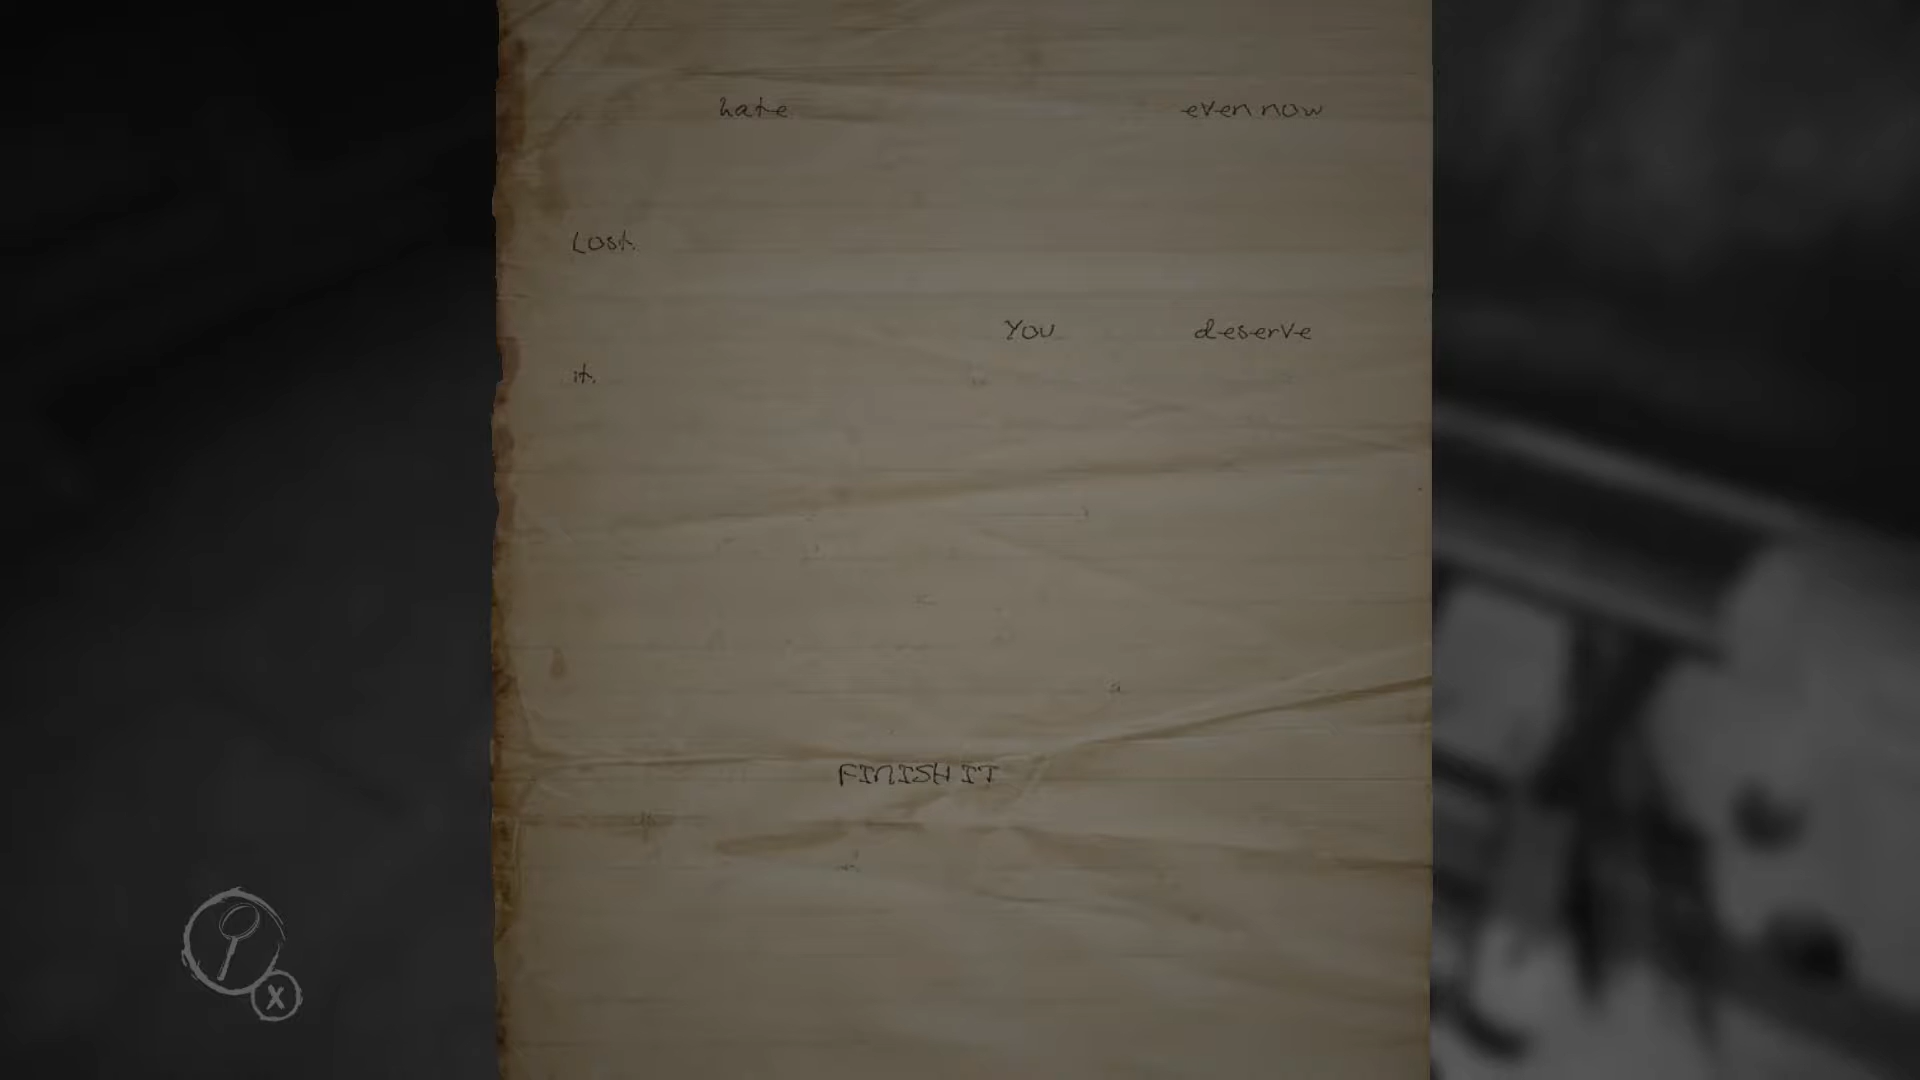 hate even now
Lost.
You deserve
it.
FINISH IT
X